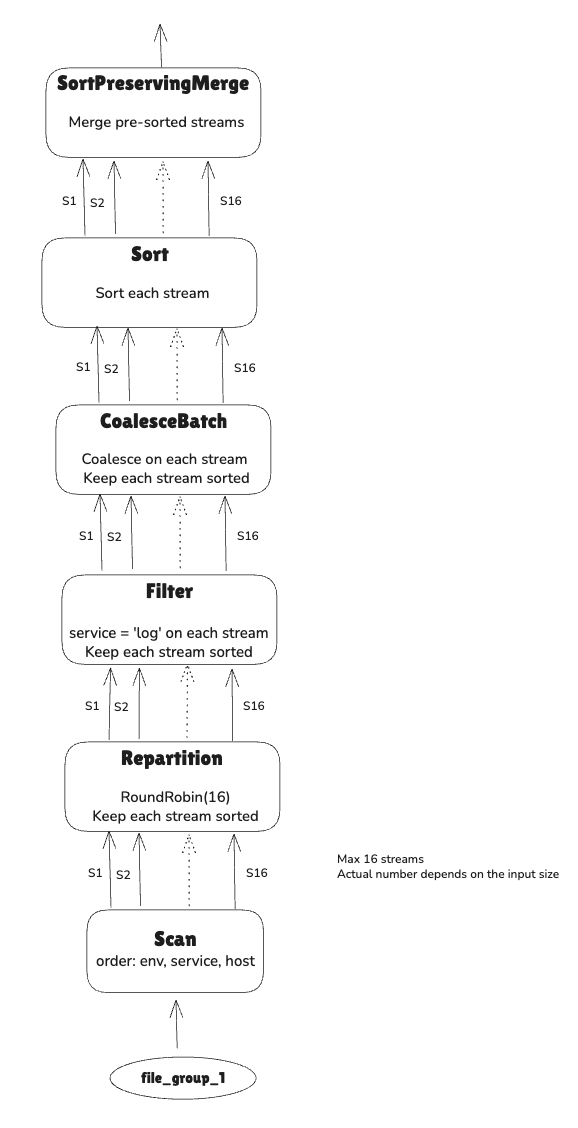 SortPreservingMerge
Merge pre-sorted streams
S1 S2 S16
Sort
Sort each stream
S1 S2 S16
CoalesceBatch
Coalesce on each stream
Keep each stream sorted
S1 S2 S16
Filter
service = 'log' on each stream
Keep each stream sorted
S1 S2 S16
Repartition
RoundRobin(16)
Keep each stream sorted
S1 S2 S16
Max 16 streams
Actual number depends on the input size
Scan
order: env, service, host
file_group_1